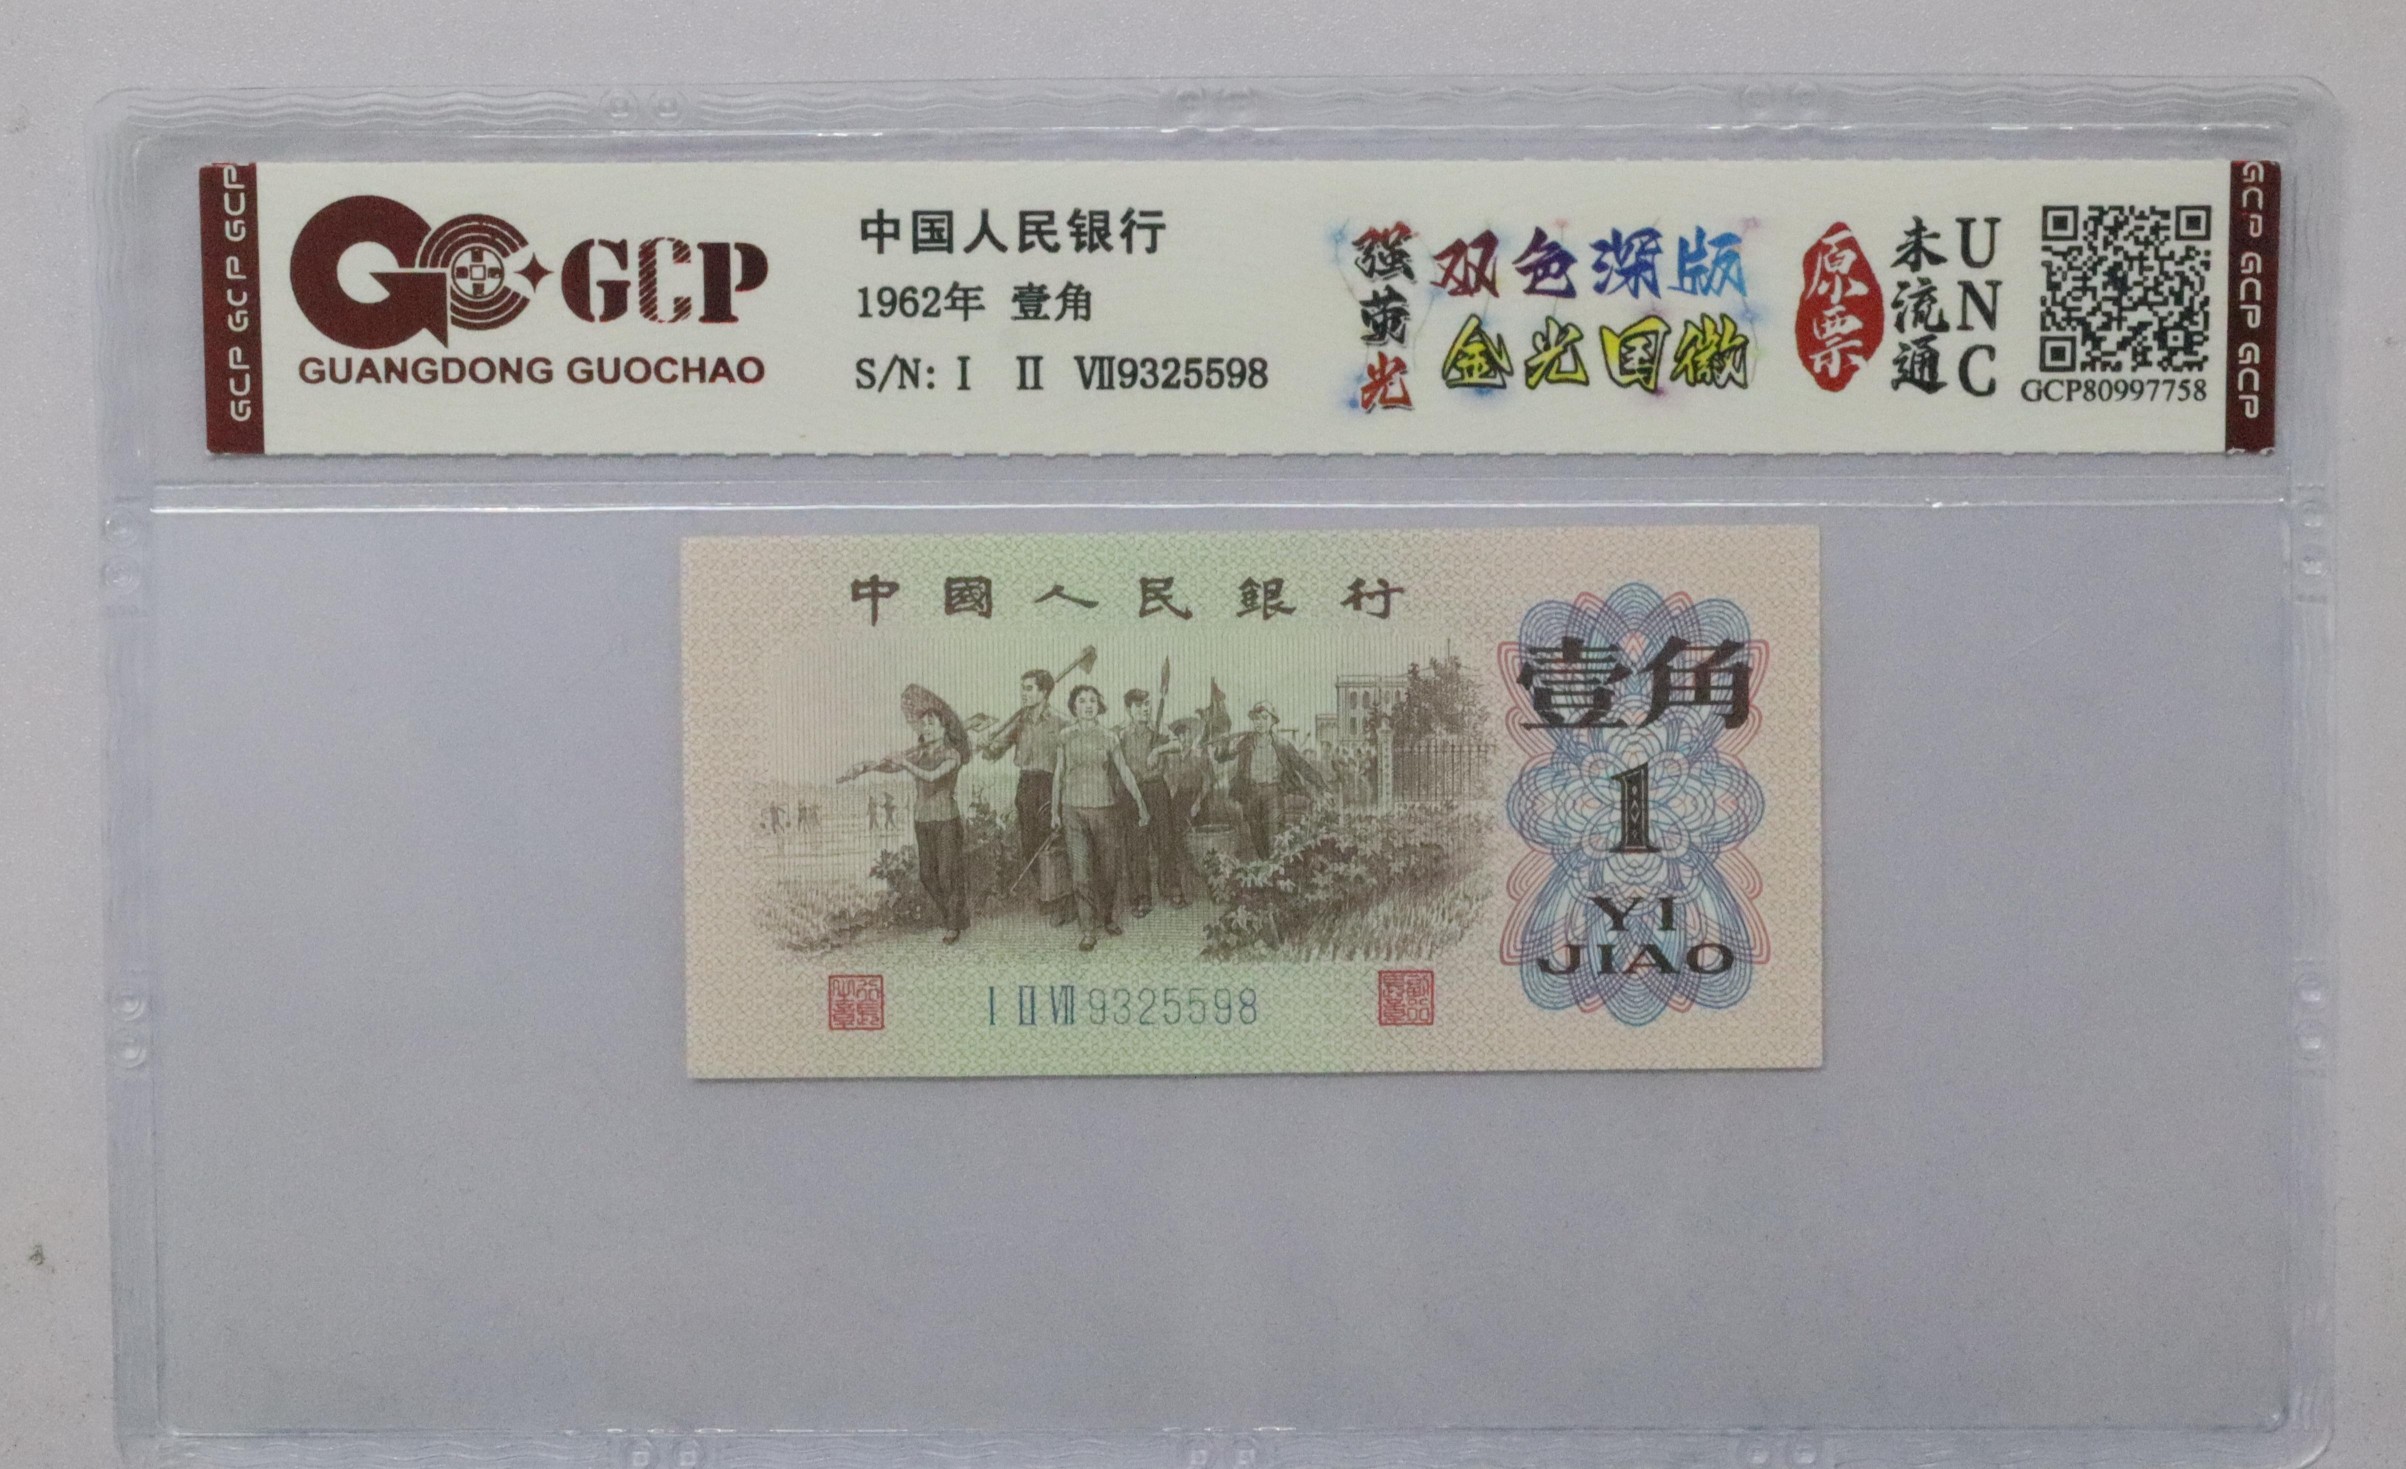 GCP GCP GCP
GCP
GUANGDONG GUOCHAO
中国人民银行
1962年 壹角
S/N: I II VII9325598
强荧光
双色深版
金光国徽
原票
未流通
UNC
GCP80997758
GCP GCP GCP
中國人民銀行
壹角
1
YI
JIAO
I II VII 9325598